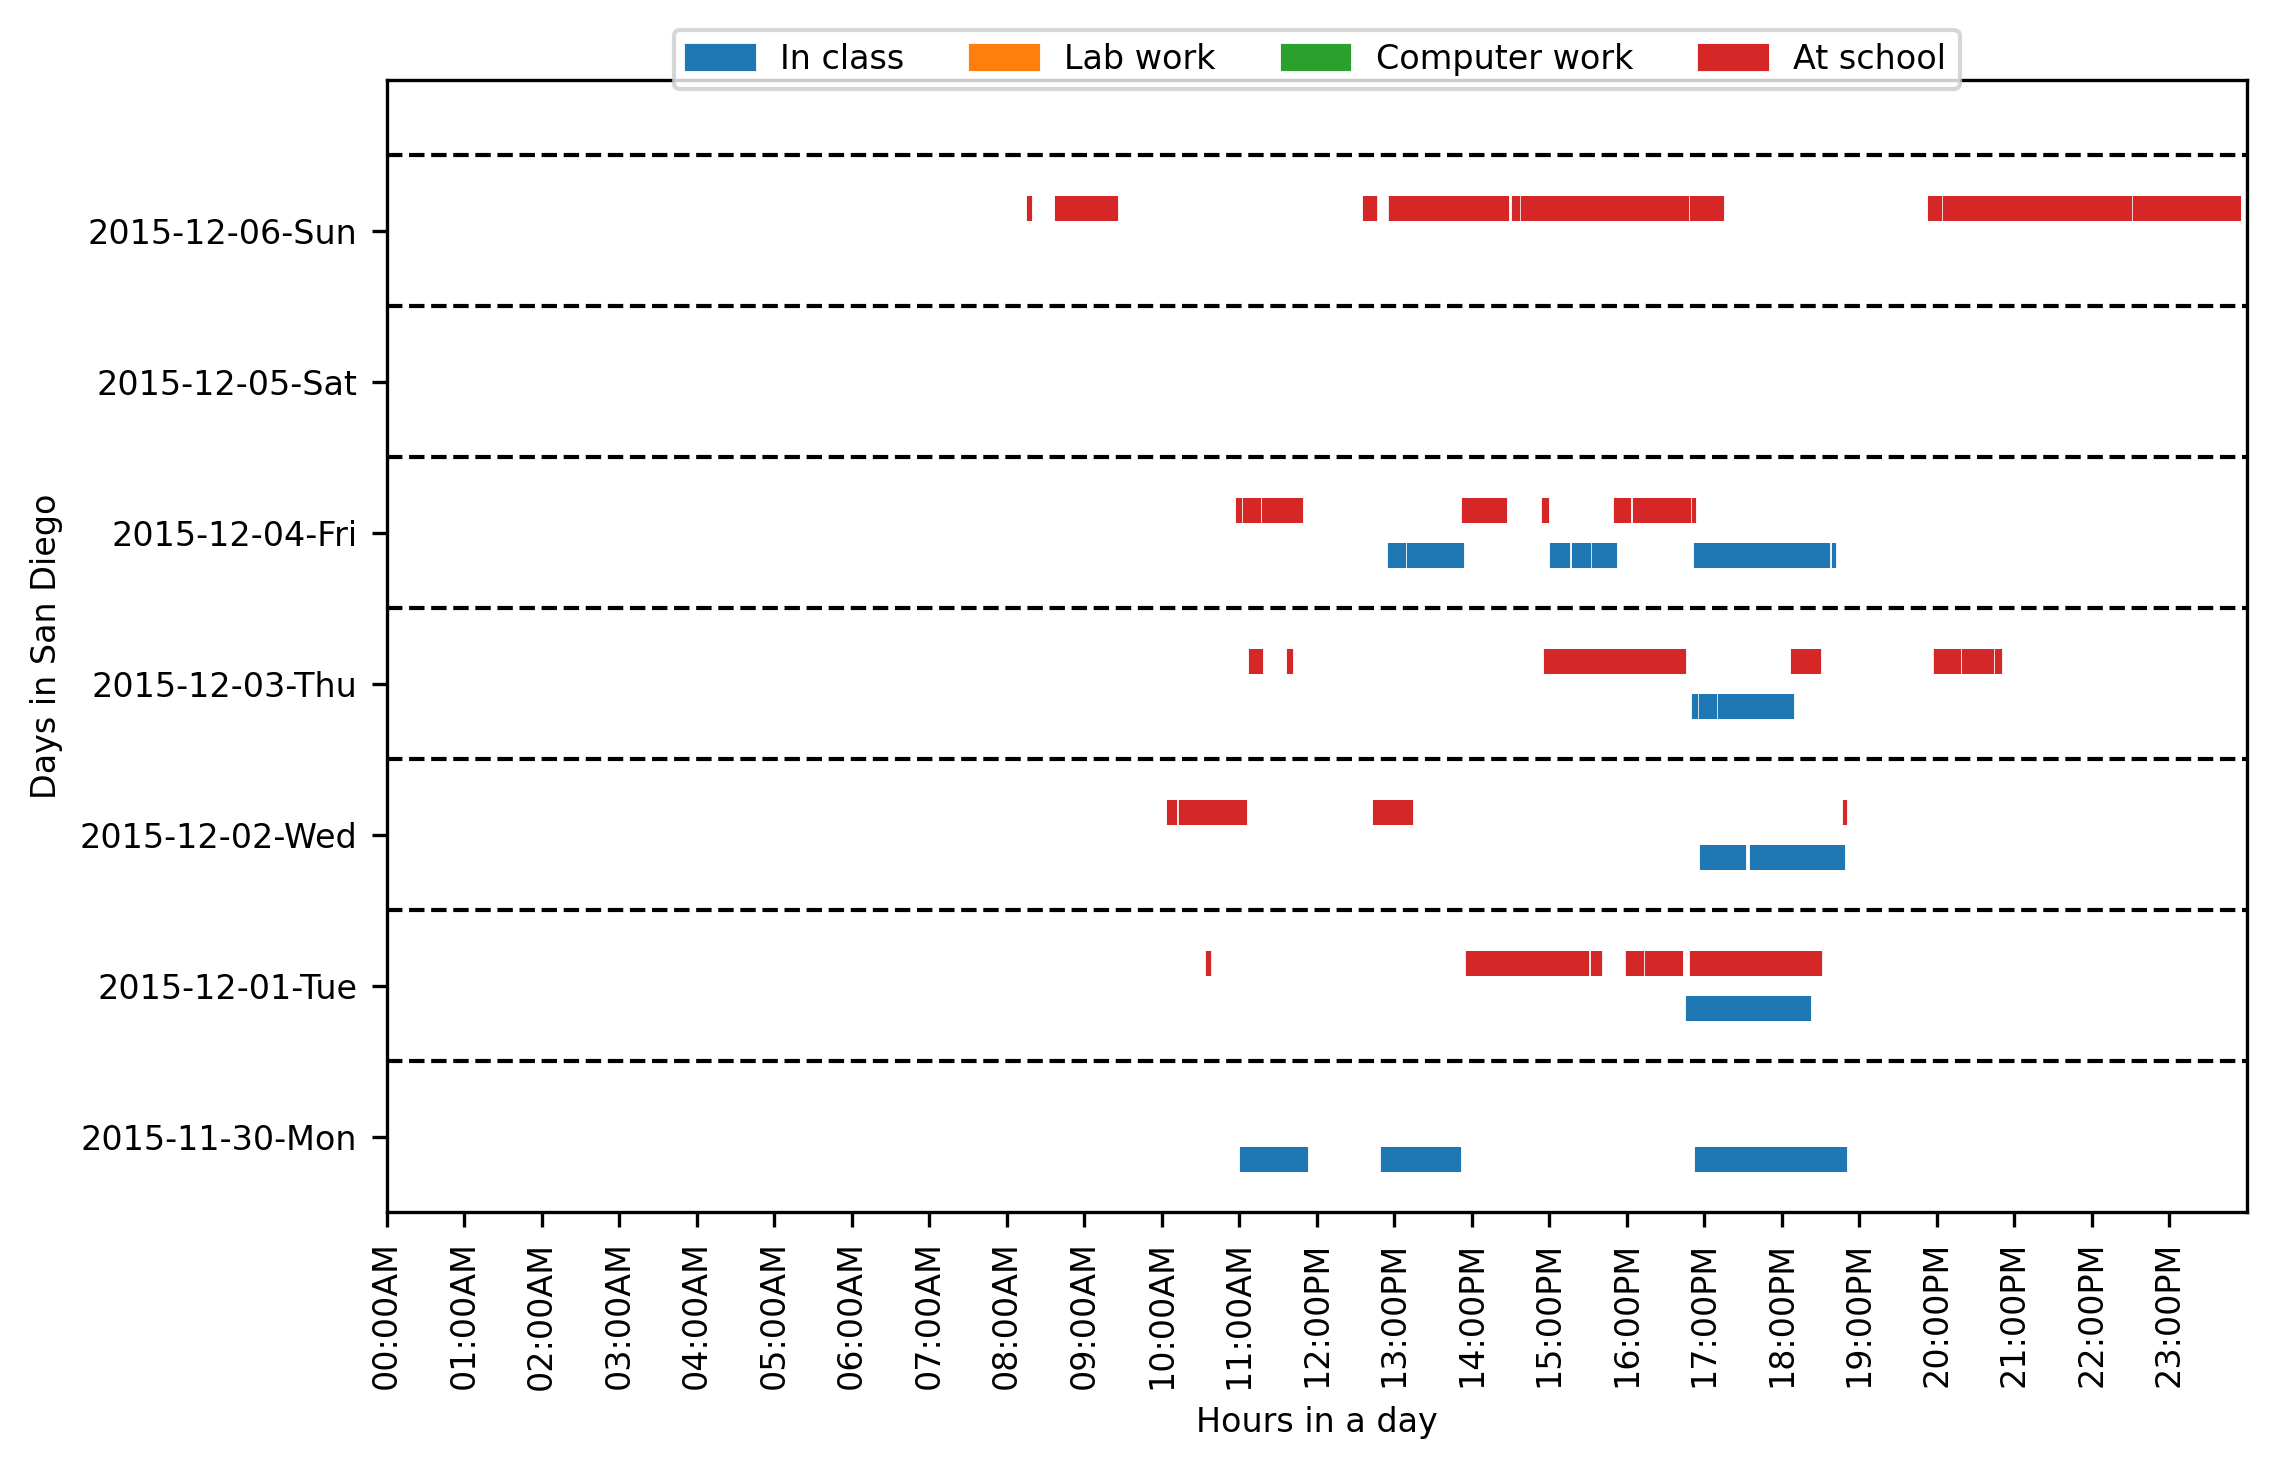 In class Lab work Computer work At school
2015-12-06-Sun
2015-12-05-Sat
2015-12-04-Fri
2015-12-03-Thu
2015-12-02-Wed
2015-12-01-Tue
2015-11-30-Mon
Days in San Diego
00:00AM
01:00AM
02:00AM
03:00AM
04:00AM
05:00AM
06:00AM
07:00AM
08:00AM
09:00AM
10:00AM
11:00AM
12:00PM
13:00PM
14:00PM
15:00PM
16:00PM
17:00PM
18:00PM
19:00PM
20:00PM
21:00PM
22:00PM
23:00PM
Hours in a day